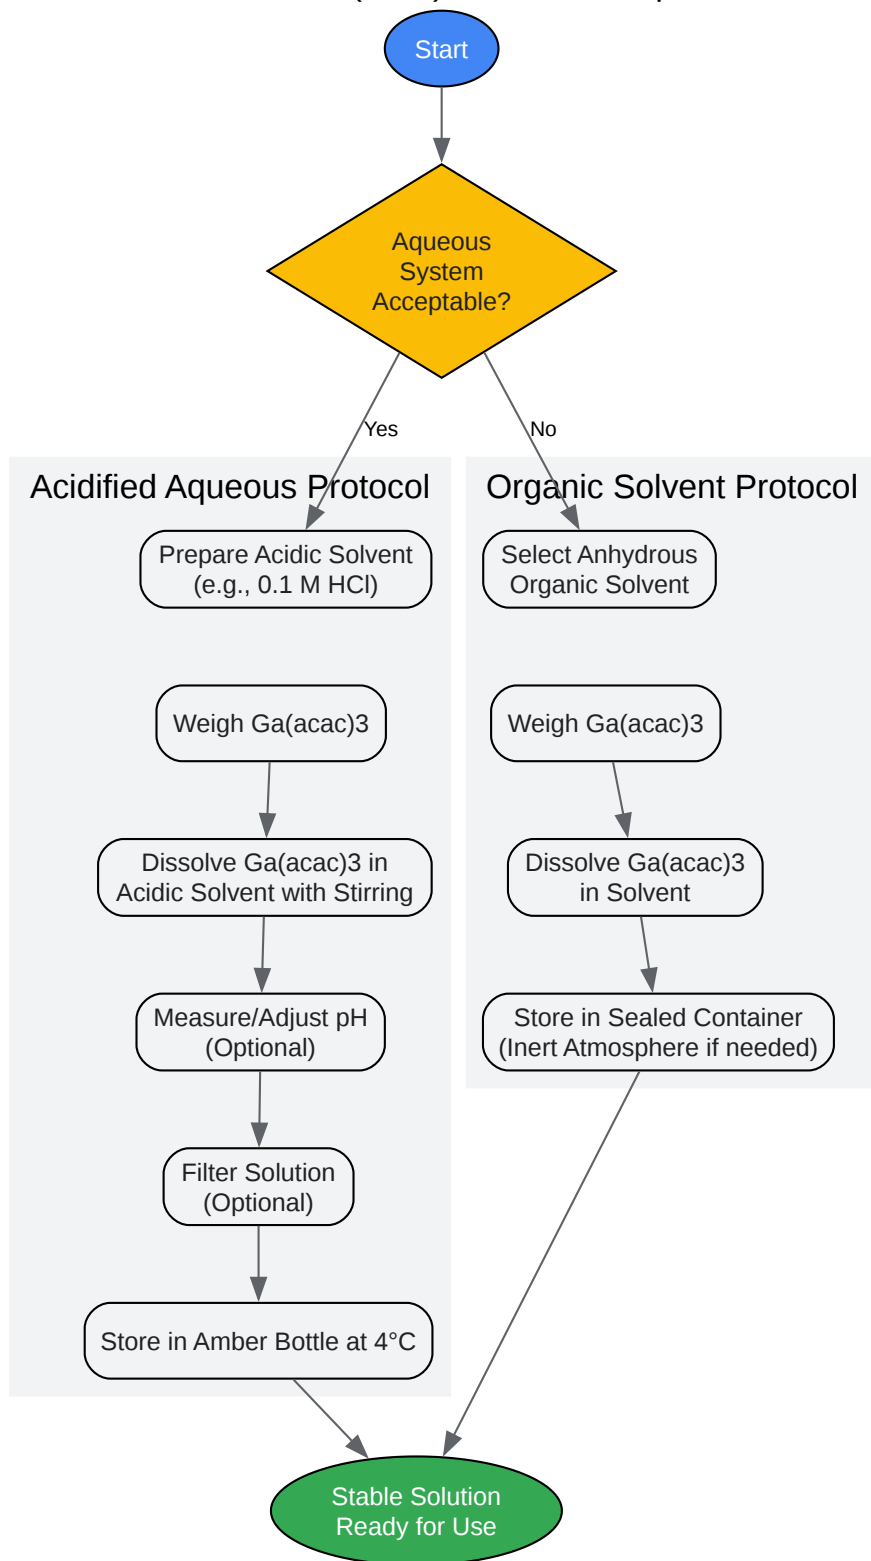 Start
Aqueous
System
Acceptable?
Yes
No
Acidified Aqueous Protocol
Prepare Acidic Solvent
(e.g., 0.1 M HCl)
Weigh Ga(acac)3
Dissolve Ga(acac)3 in
Acidic Solvent with Stirring
Measure/Adjust pH
(Optional)
Filter Solution
(Optional)
Store in Amber Bottle at 4°C
Organic Solvent Protocol
Select Anhydrous
Organic Solvent
Weigh Ga(acac)3
Dissolve Ga(acac)3
in Solvent
Store in Sealed Container
(Inert Atmosphere if needed)
Stable Solution
Ready for Use